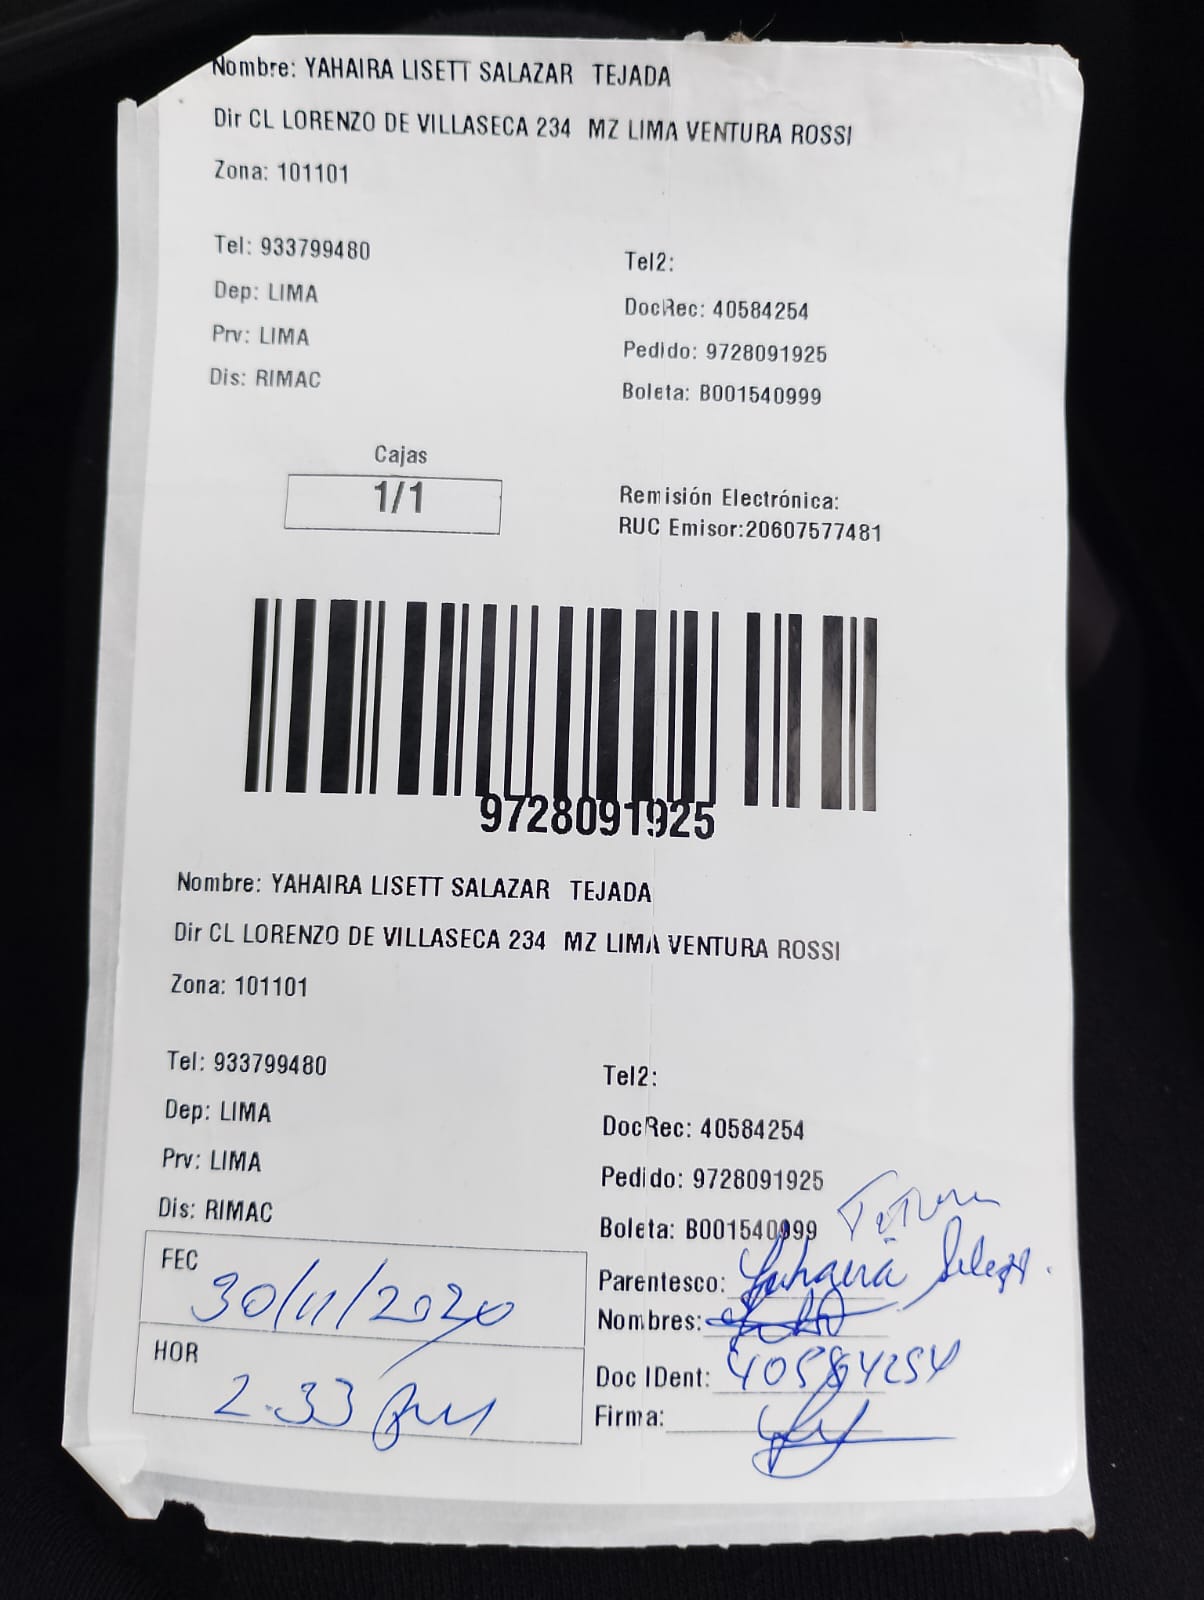 Nombre: YAHAIRA LISETT SALAZAR TEJADA
Dir CL LORENZO DE VILLASECA 234 MZ LIMA VENTURA ROSSI
Zona: 101101
Tel: 933799480
Tel2:
Dep: LIMA
DocRec: 40584254
Prv: LIMA
Pedido: 9728091925
Dis: RIMAC
Boleta: B001540999
Cajas
1/1
Remisión Electrónica:
RUC Emisor:20607577481
9728091925
Nombre: YAHAIRA LISETT SALAZAR TEJADA
Dir CL LORENZO DE VILLASECA 234 MZ LIMA VENTURA ROSSI
Zona: 101101
Tel: 933799480
Tel2:
Dep: LIMA
DocRec: 40584254
Prv: LIMA
Pedido: 9728091925
Dis: RIMAC
Boleta: B001540999
FEC 30/11/2020
Parentesco: Yahaira
Nombres:
HOR 2.33 pm
Doc IDent: 40584254
Firma: